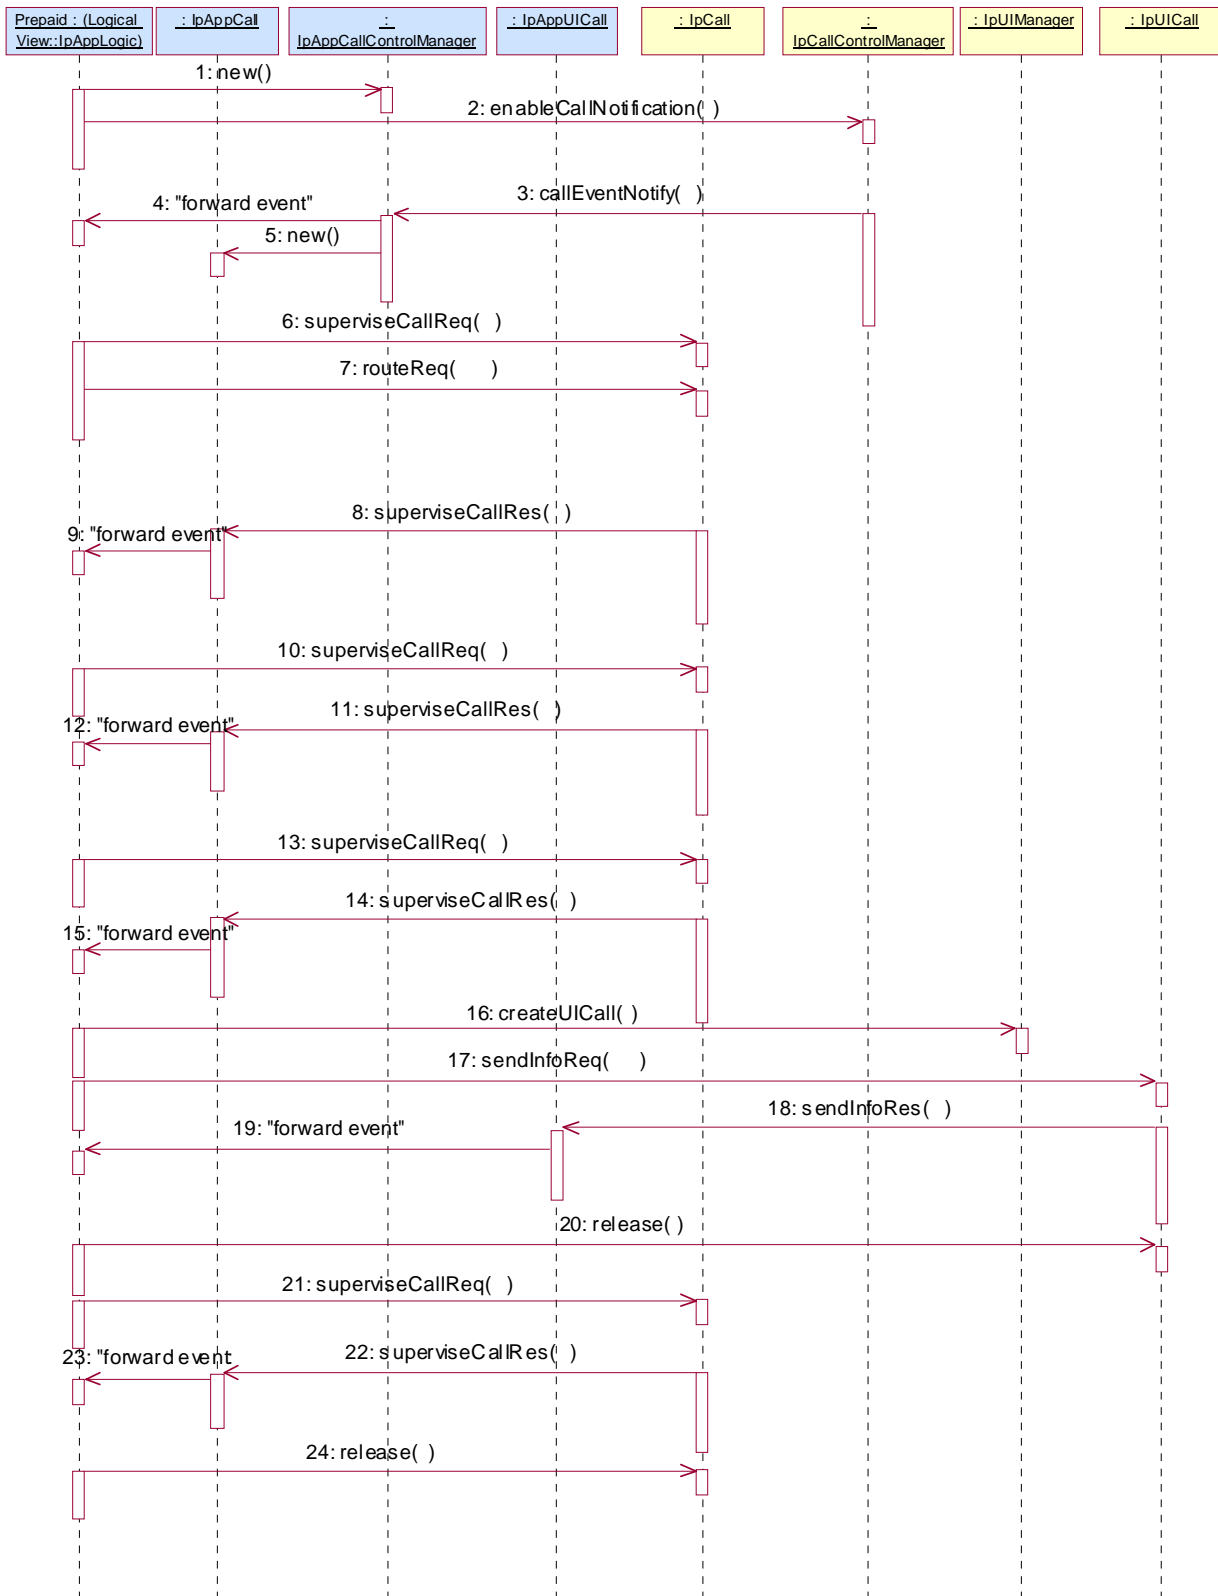 Prepaid : (Logical
View::IpAppLogic)
: IpAppCall
:
IpAppCallControlManager
: IpAppUICall
: IpCall
:
IpCallControlManager
: IpUIManager
: IpUICall
1: new()
2: enableCallNotification( )
3: callEventNotify( )
4: "forward event"
5: new()
6: superviseCallReq( )
7: routeReq( )
8: superviseCallRes( )
9: "forward event"
10: superviseCallReq( )
11: superviseCallRes( )
12: "forward event"
13: superviseCallReq( )
14: superviseCallRes( )
15: "forward event"
16: createUICall( )
17: sendInfoReq( )
18: sendInfoRes( )
19: "forward event"
20: release( )
21: superviseCallReq( )
22: superviseCallRes( )
23: "forward event
24: release( )